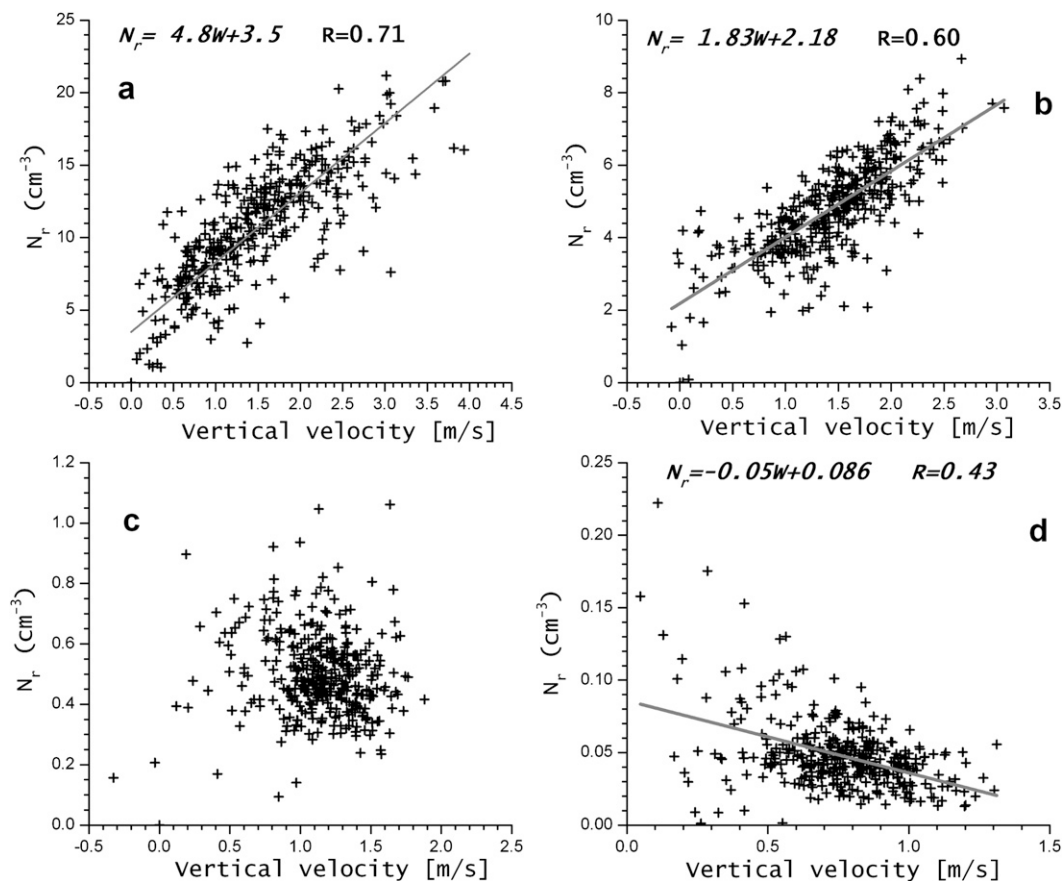 N_r = 4.8W+3.5 R=0.71
a
N_r (cm⁻³)
25
20
15
10
5
0
-0.5 0.0 0.5 1.0 1.5 2.0 2.5 3.0 3.5 4.0 4.5
Vertical velocity [m/s]
N_r = 1.83W+2.18 R=0.60
b
N_r (cm⁻³)
10
8
6
4
2
0
-0.5 0.0 0.5 1.0 1.5 2.0 2.5 3.0 3.5
Vertical velocity [m/s]
c
N_r (cm⁻³)
1.2
1.0
0.8
0.6
0.4
0.2
0.0
-0.5 0.0 0.5 1.0 1.5 2.0 2.5
Vertical velocity [m/s]
N_r=-0.05W+0.086 R=0.43
d
N_r (cm⁻³)
0.25
0.20
0.15
0.10
0.05
0.00
0.0 0.5 1.0 1.5
Vertical velocity [m/s]